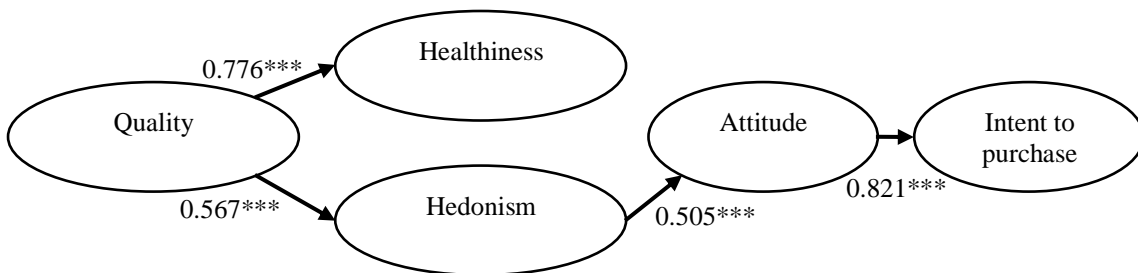 Healthiness
0.776***
Quality
Attitude
Intent to
purchase
0.821***
Hedonism
0.567***
0.505***